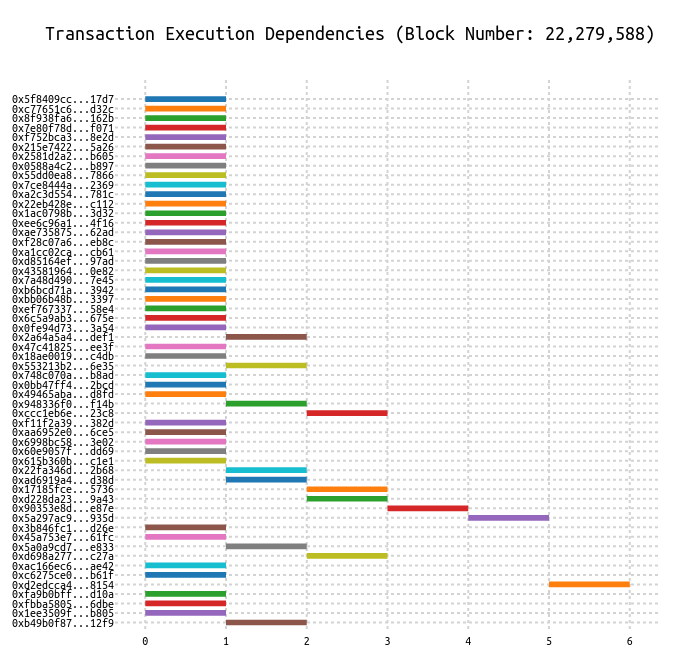 Transaction Execution Dependencies (Block Number: 22,279,588)
0x5f8409cc...17d7
0xc77651c6...d32c
0x8f938fa6...162b
0x7e80f78d...f071
0xf752bca3...8e2d
0x215e7422...5a26
0x2581d2a2...b605
0x0588a4c2...b897
0x55dd0ea8...7866
0x7ce8444a...2369
0xa2c3d554...781c
0x22eb428e...c112
0x1ac0798b...3d32
0xee6c96a1...4f16
0xae735875...62ad
0xf28c07a6...eb8c
0xa1cc02ca...cb61
0xd85164ef...97ad
0x43581964...0e82
0x7a48d490...7e45
0xb6bcd71a...3942
0xbb06b48b...3397
0xef767337...58e4
0x6c5a9ab3...675e
0x0fe94d73...3a54
0x2a64a5a4...def1
0x47c41825...ee3f
0x18ae0019...c4db
0x553213b2...6e35
0x748c070a...b8ad
0x0bb47ff4...2bcd
0x49465aba...d8fd
0x948336f0...f14b
0xccc1eb6e...23c8
0xf11f2a39...382d
0xaa6952e0...6ce5
0x6998bc58...3e02
0x60e9057f...dd69
0x615b360b...c1e1
0x22fa346d...2b68
0xad6919a4...d38d
0x17185fce...5736
0xd228da23...9a43
0x90353e8d...e87e
0x5a297ac9...935d
0x3b846fc1...d26e
0x45a753e7...61fc
0x5a0a9cd7...e833
0xd698a277...c27a
0xac166ec6...ae42
0xc6275ce0...b61f
0xd2edcca4...8154
0xfa9b0bff...d10a
0xfbba5805...6dbe
0x1ee3509f...b805
0xb49b0f87...12f9
0 1 2 3 4 5 6